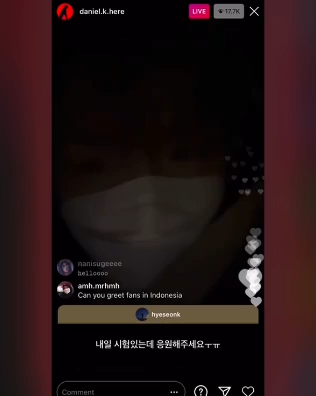 daniel.k.here
LIVE
17.7K
nanisugeeee
helloooo
amh.mrhmh
Can you greet fans in Indonesia
hyeseonk
내일 시험있는데 응원해주세요ㅜㅠ
Comment